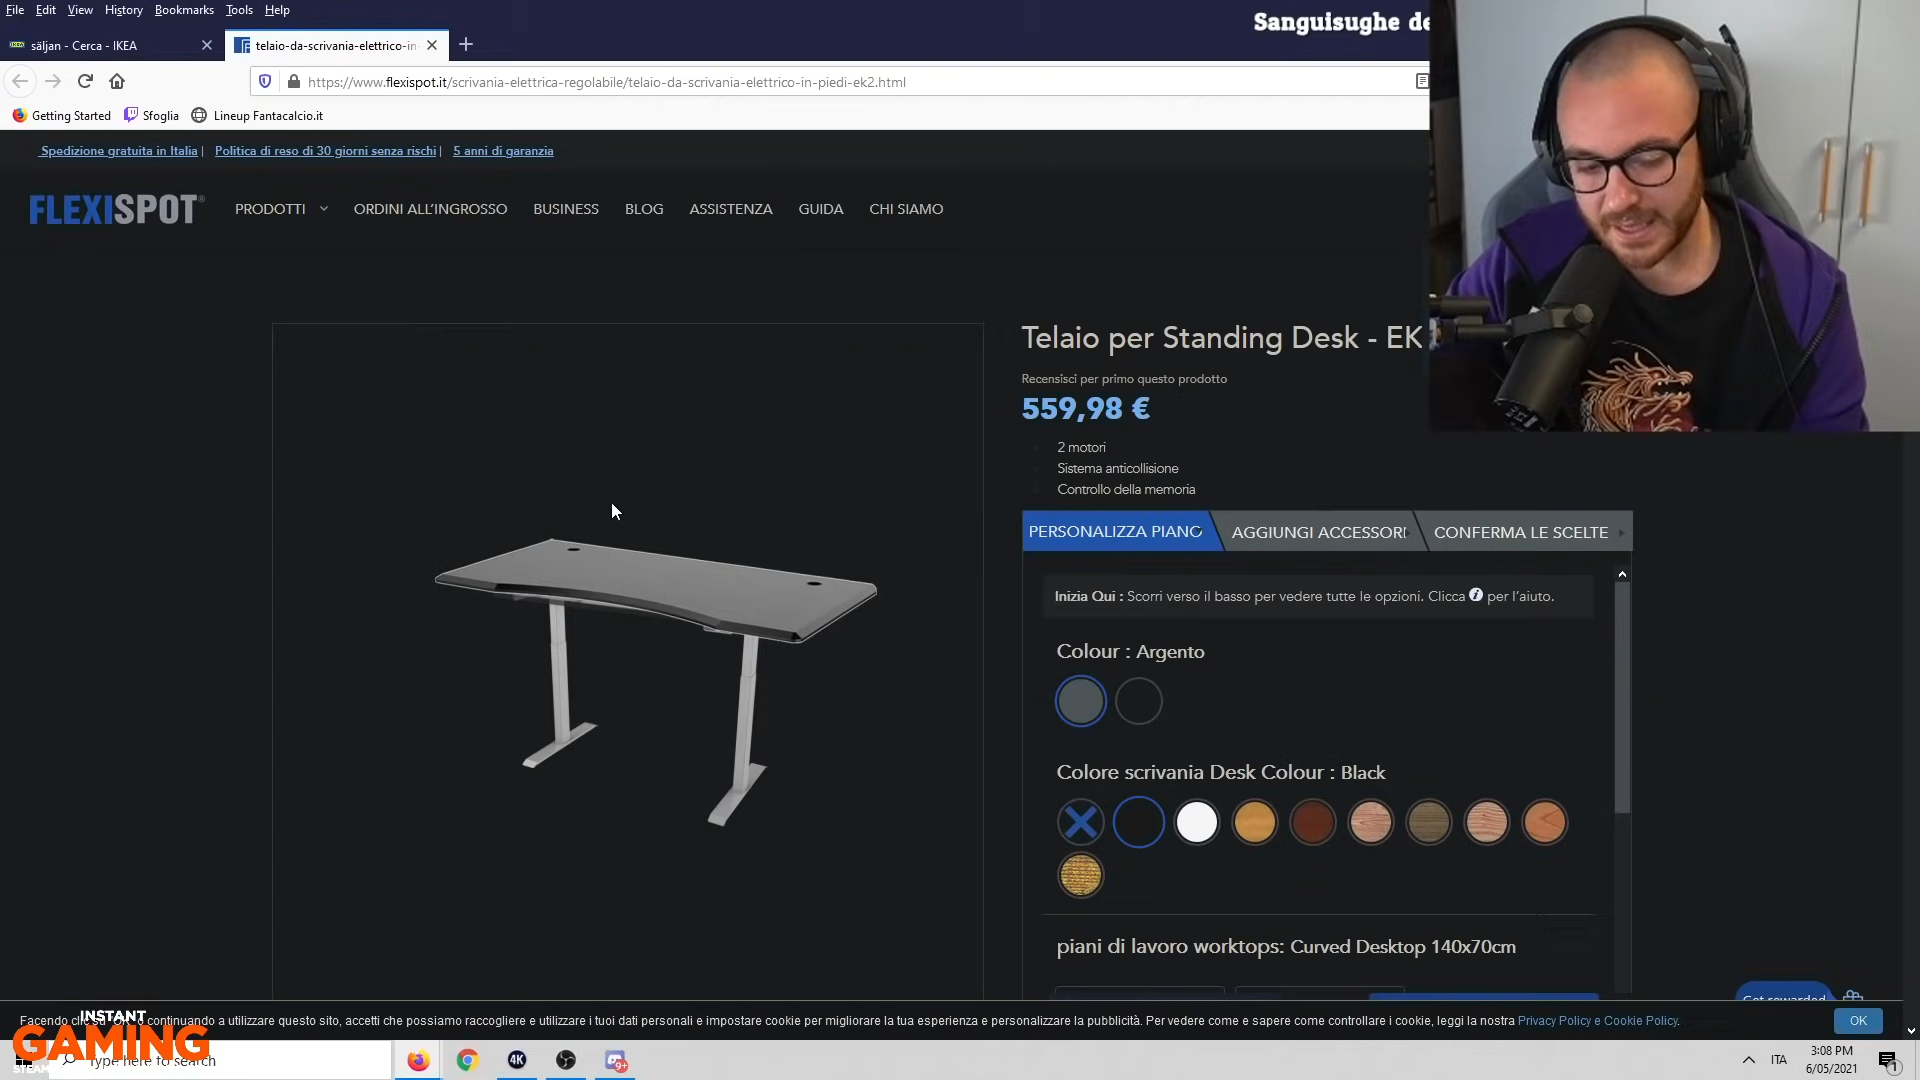 File Edit View History Bookmarks Tools Help
Sanguisughe de
säljan - Cerca - IKEA
telaio-da-scrivania-elettrico-in-
https://www.flexispot.it/scrivania-elettrica-regolabile/telaio-da-scrivania-elettrico-in-piedi-ek2.html
Getting Started Sfoglia Lineup Fantacalcio.it
Spedizione gratuita in Italia | Politica di reso di 30 giorni senza rischi | 5 anni di garanzia
FLEXISPOT®
PRODOTTI ORDINI ALL'INGROSSO BUSINESS BLOG ASSISTENZA GUIDA CHI SIAMO
Telaio per Standing Desk - EK
Recensisci per primo questo prodotto
559,98 €
2 motori
Sistema anticollisione
Controllo della memoria
PERSONALIZZA PIANO AGGIUNGI ACCESSORI CONFERMA LE SCELTE
Inizia Qui : Scorri verso il basso per vedere tutte le opzioni. Clicca i per l'aiuto.
Colour : Argento
Colore scrivania Desk Colour : Black
piani di lavoro worktops: Curved Desktop 140x70cm
Get rewarded
Facendo clic su "OK" o continuando a utilizzare questo sito, accetti che possiamo raccogliere e utilizzare i tuoi dati personali e impostare cookie per migliorare la tua esperienza e personalizzare la pubblicità. Per vedere come e sapere come controllare i cookie, leggi la nostra Privacy Policy e Cookie Policy.
OK
INSTANT
GAMING
STEAM
Type here to search
4K
9+
ITA
3:08 PM
6/05/2021
1